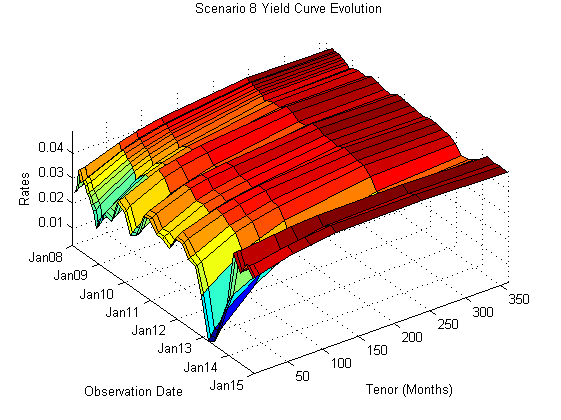 Scenario 8 Yield Curve Evolution
0.04
0.03
0.02
0.01
Rates
Jan08
Jan09
Jan10
Jan11
Jan12
Jan13
Jan14
Jan15
Observation Date
50
100
150
200
250
300
350
Tenor (Months)